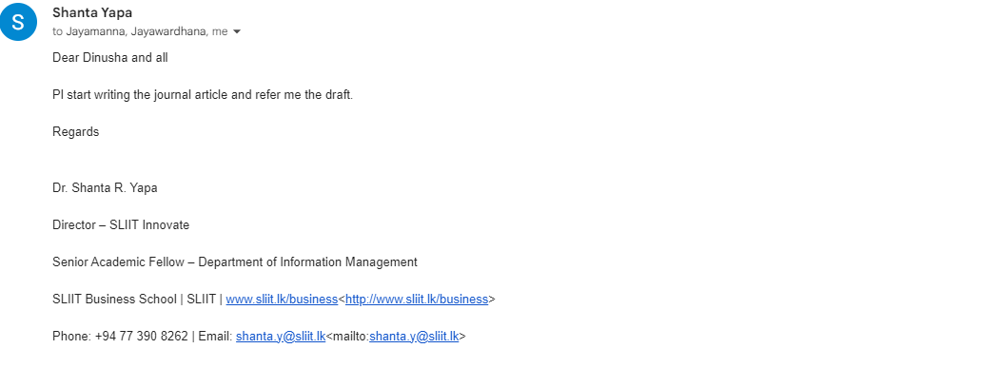 S
Shanta Yapa
to Jayamanna, Jayawardhana, me
Dear Dinusha and all
Pl start writing the journal article and refer me the draft.
Regards
Dr. Shanta R. Yapa
Director – SLIIT Innovate
Senior Academic Fellow – Department of Information Management
SLIIT Business School | SLIIT | www.sliit.lk/business<http://www.sliit.lk/business>
Phone: +94 77 390 8262 | Email: shanta.y@sliit.lk<mailto:shanta.y@sliit.lk>